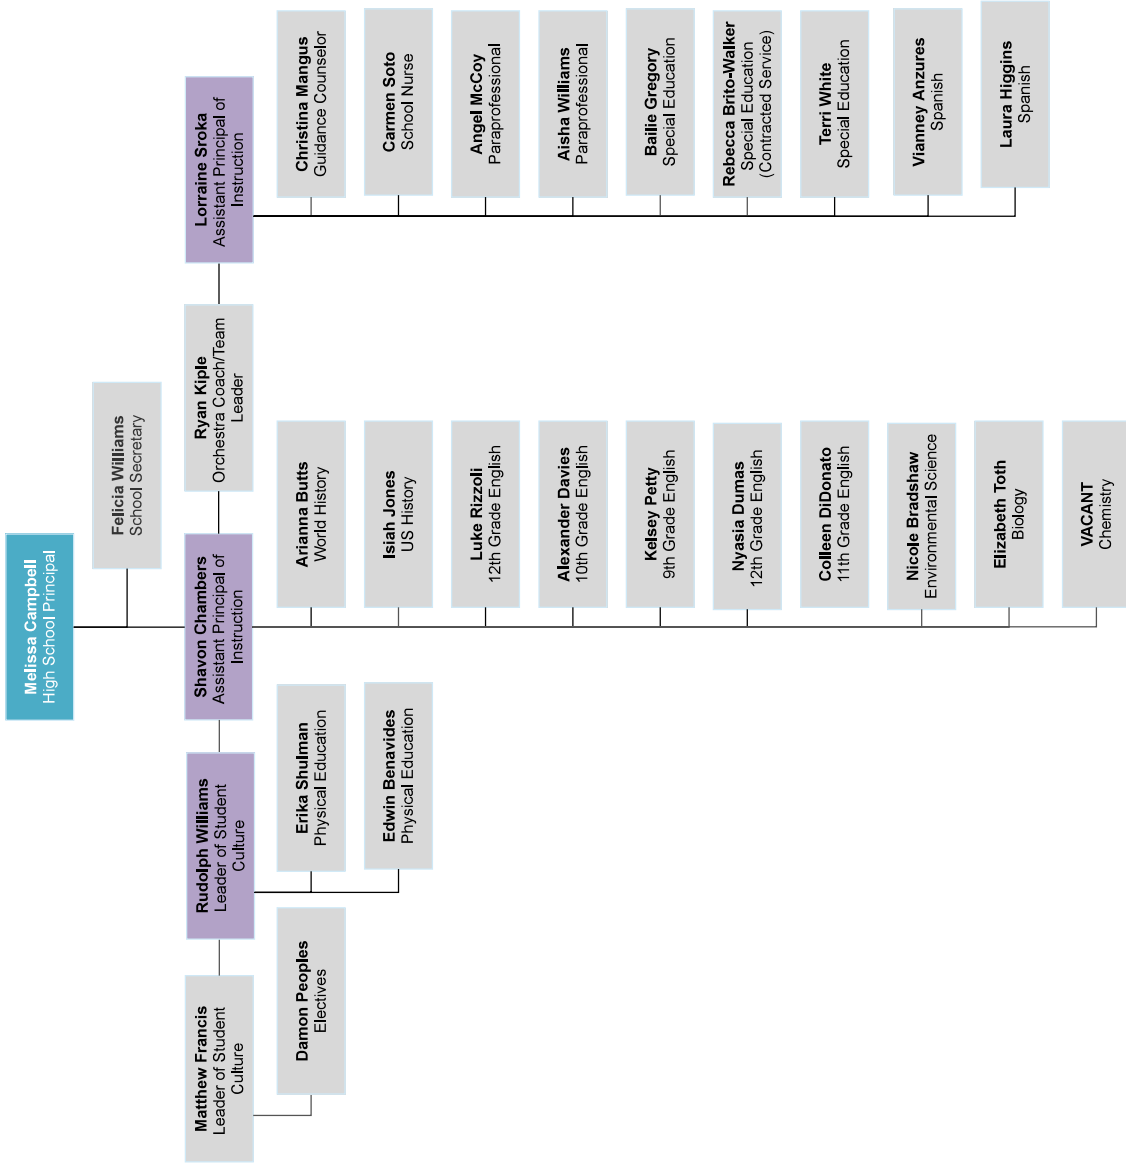 Melissa Campbell
High School Principal
Felicia Williams
School Secretary
Matthew Francis
Leader of Student
Culture
Rudolph Williams
Leader of Student
Culture
Shavon Chambers
Assistant Principal of
Instruction
Ryan Kiple
Orchestra Coach/Team
Leader
Lorraine Sroka
Assistant Principal of
Instruction
Damon Peoples
Electives
Erika Shulman
Physical Education
Edwin Benavides
Physical Education
Arianna Butts
World History
Isiah Jones
US History
Luke Rizzoli
12th Grade English
Alexander Davies
10th Grade English
Kelsey Petty
9th Grade English
Nyasia Dumas
12th Grade English
Colleen DiDonato
11th Grade English
Nicole Bradshaw
Environmental Science
Elizabeth Toth
Biology
VACANT
Chemistry
Christina Mangus
Guidance Counselor
Carmen Soto
School Nurse
Angel McCoy
Paraprofessional
Aisha Williams
Paraprofessional
Bailie Gregory
Special Education
Rebecca Brito-Walker
Special Education
(Contracted Service)
Terri White
Special Education
Vianney Anzures
Spanish
Laura Higgins
Spanish